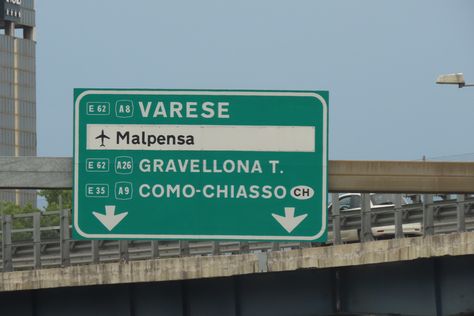 E 62 A8 VARESE
Malpensa
E 62 A26 GRAVELLONA T.
E 35 A9 COMO-CHIASSO CH